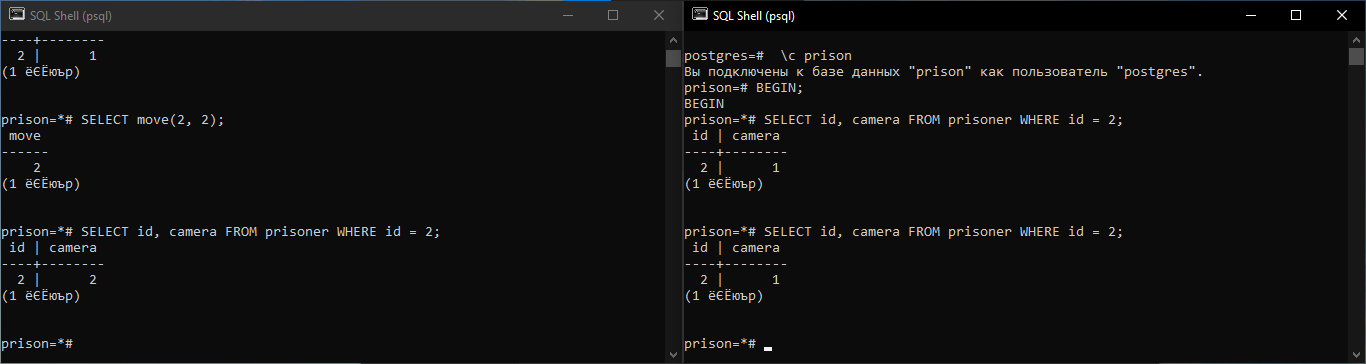 SQL Shell (psql)
----+--------
  2 |      1
(1 ёЄЁюър)
prison=*# SELECT move(2, 2);
 move
------
    2
(1 ёЄЁюър)
prison=*# SELECT id, camera FROM prisoner WHERE id = 2;
 id | camera
----+--------
  2 |      2
(1 ёЄЁюър)
prison=*#
SQL Shell (psql)
postgres=#  \c prison
Вы подключены к базе данных "prison" как пользователь "postgres".
prison=# BEGIN;
BEGIN
prison=*# SELECT id, camera FROM prisoner WHERE id = 2;
 id | camera
----+--------
  2 |      1
(1 ёЄЁюър)
prison=*# SELECT id, camera FROM prisoner WHERE id = 2;
 id | camera
----+--------
  2 |      1
(1 ёЄЁюър)
prison=*#